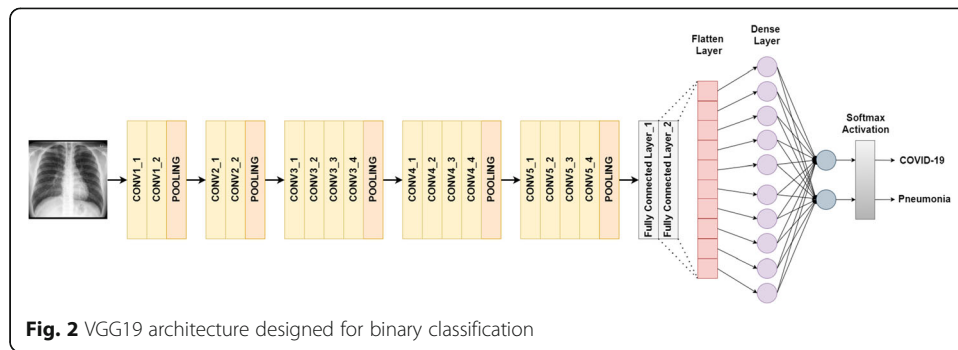 CONV1_1
CONV1_2
POOLING
CONV2_1
CONV2_2
POOLING
CONV3_1
CONV3_2
CONV3_3
CONV3_4
POOLING
CONV4_1
CONV4_2
CONV4_3
CONV4_4
POOLING
CONV5_1
CONV5_2
CONV5_3
CONV5_4
POOLING
Fully Connected Layer_1
Fully Connected Layer_2
Flatten
Layer
Dense
Layer
Softmax
Activation
COVID-19
Pneumonia
Fig. 2 VGG19 architecture designed for binary classification